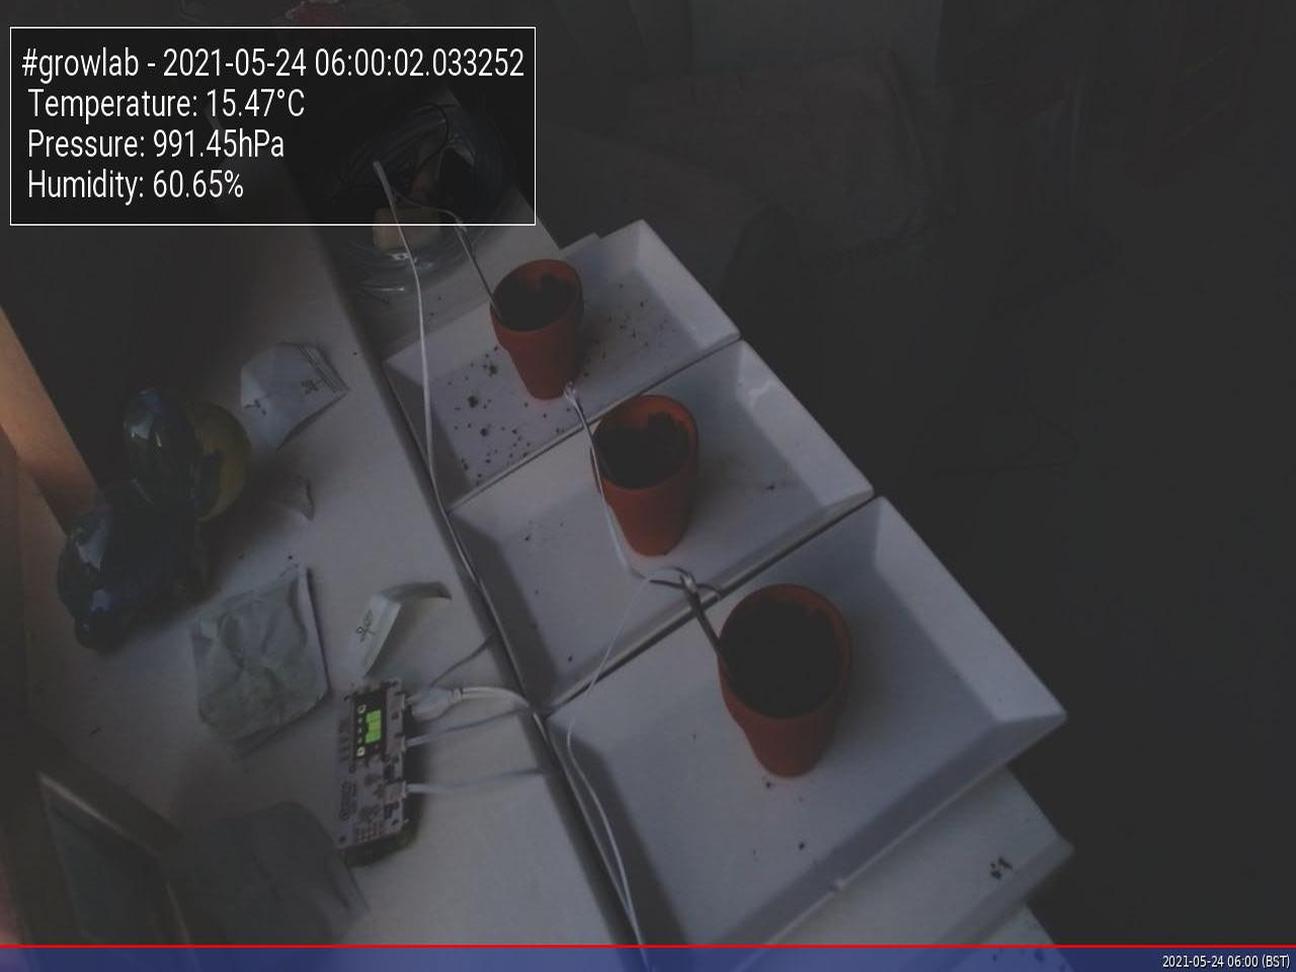 #growlab - 2021-05-24 06:00:02.033252
Temperature: 15.47°C
Pressure: 991.45hPa
Humidity: 60.65%
2021-05-24 06:00 (BST)